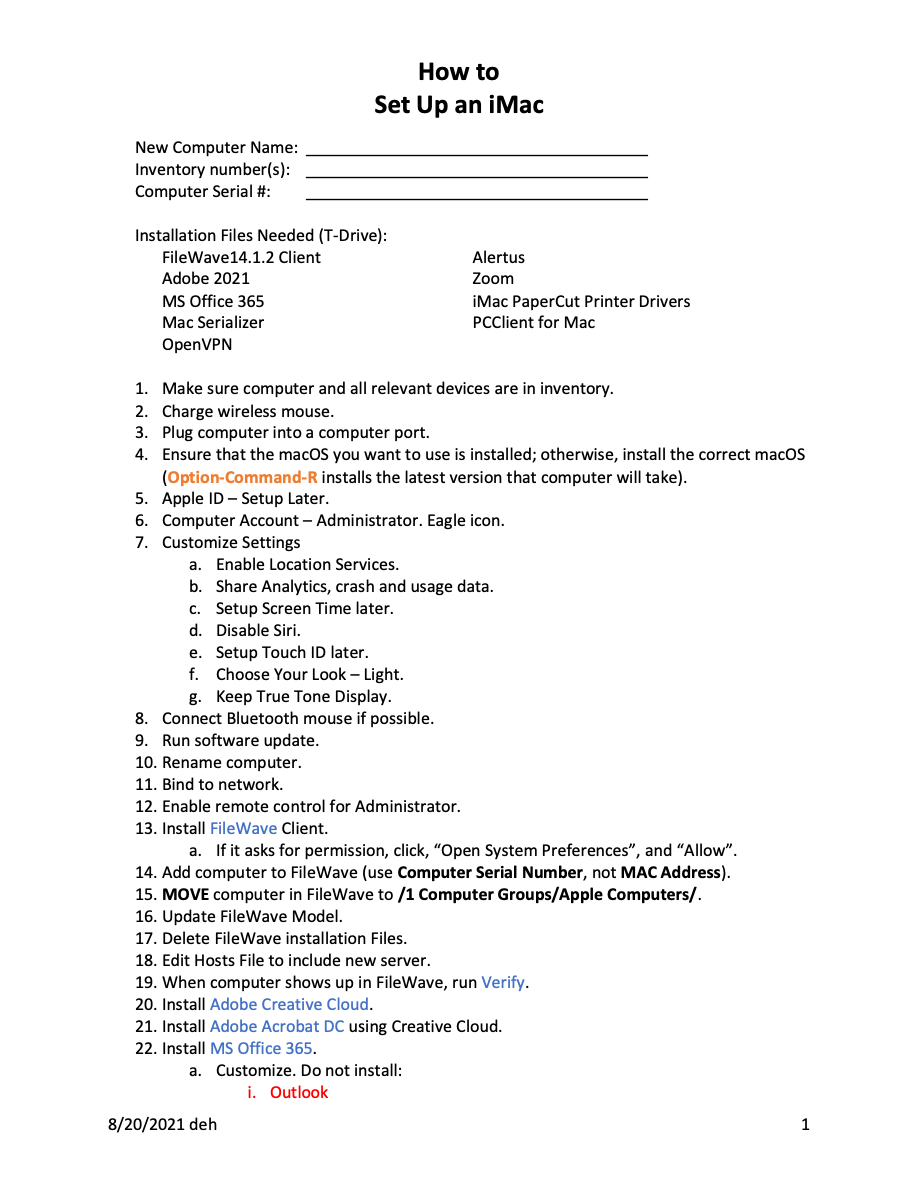 How to
Set Up an iMac
New Computer Name:
Inventory number(s):
Computer Serial #:
Installation Files Needed (T-Drive):
FileWave14.1.2 Client
Adobe 2021
MS Office 365
Mac Serializer
OpenVPN
Alertus
Zoom
iMac PaperCut Printer Drivers
PCClient for Mac
1. Make sure computer and all relevant devices are in inventory.
2. Charge wireless mouse.
3. Plug computer into a computer port.
4. Ensure that the macOS you want to use is installed; otherwise, install the correct macOS
(Option-Command-R installs the latest version that computer will take).
5. Apple ID – Setup Later.
6. Computer Account – Administrator. Eagle icon.
7. Customize Settings
a. Enable Location Services.
b. Share Analytics, crash and usage data.
c. Setup Screen Time later.
d. Disable Siri.
e. Setup Touch ID later.
f. Choose Your Look – Light.
g. Keep True Tone Display.
8. Connect Bluetooth mouse if possible.
9. Run software update.
10. Rename computer.
11. Bind to network.
12. Enable remote control for Administrator.
13. Install FileWave Client.
a. If it asks for permission, click, “Open System Preferences”, and “Allow”.
14. Add computer to FileWave (use Computer Serial Number, not MAC Address).
15. MOVE computer in FileWave to /1 Computer Groups/Apple Computers/.
16. Update FileWave Model.
17. Delete FileWave installation Files.
18. Edit Hosts File to include new server.
19. When computer shows up in FileWave, run Verify.
20. Install Adobe Creative Cloud.
21. Install Adobe Acrobat DC using Creative Cloud.
22. Install MS Office 365.
a. Customize. Do not install:
i. Outlook
8/20/2021 deh 1